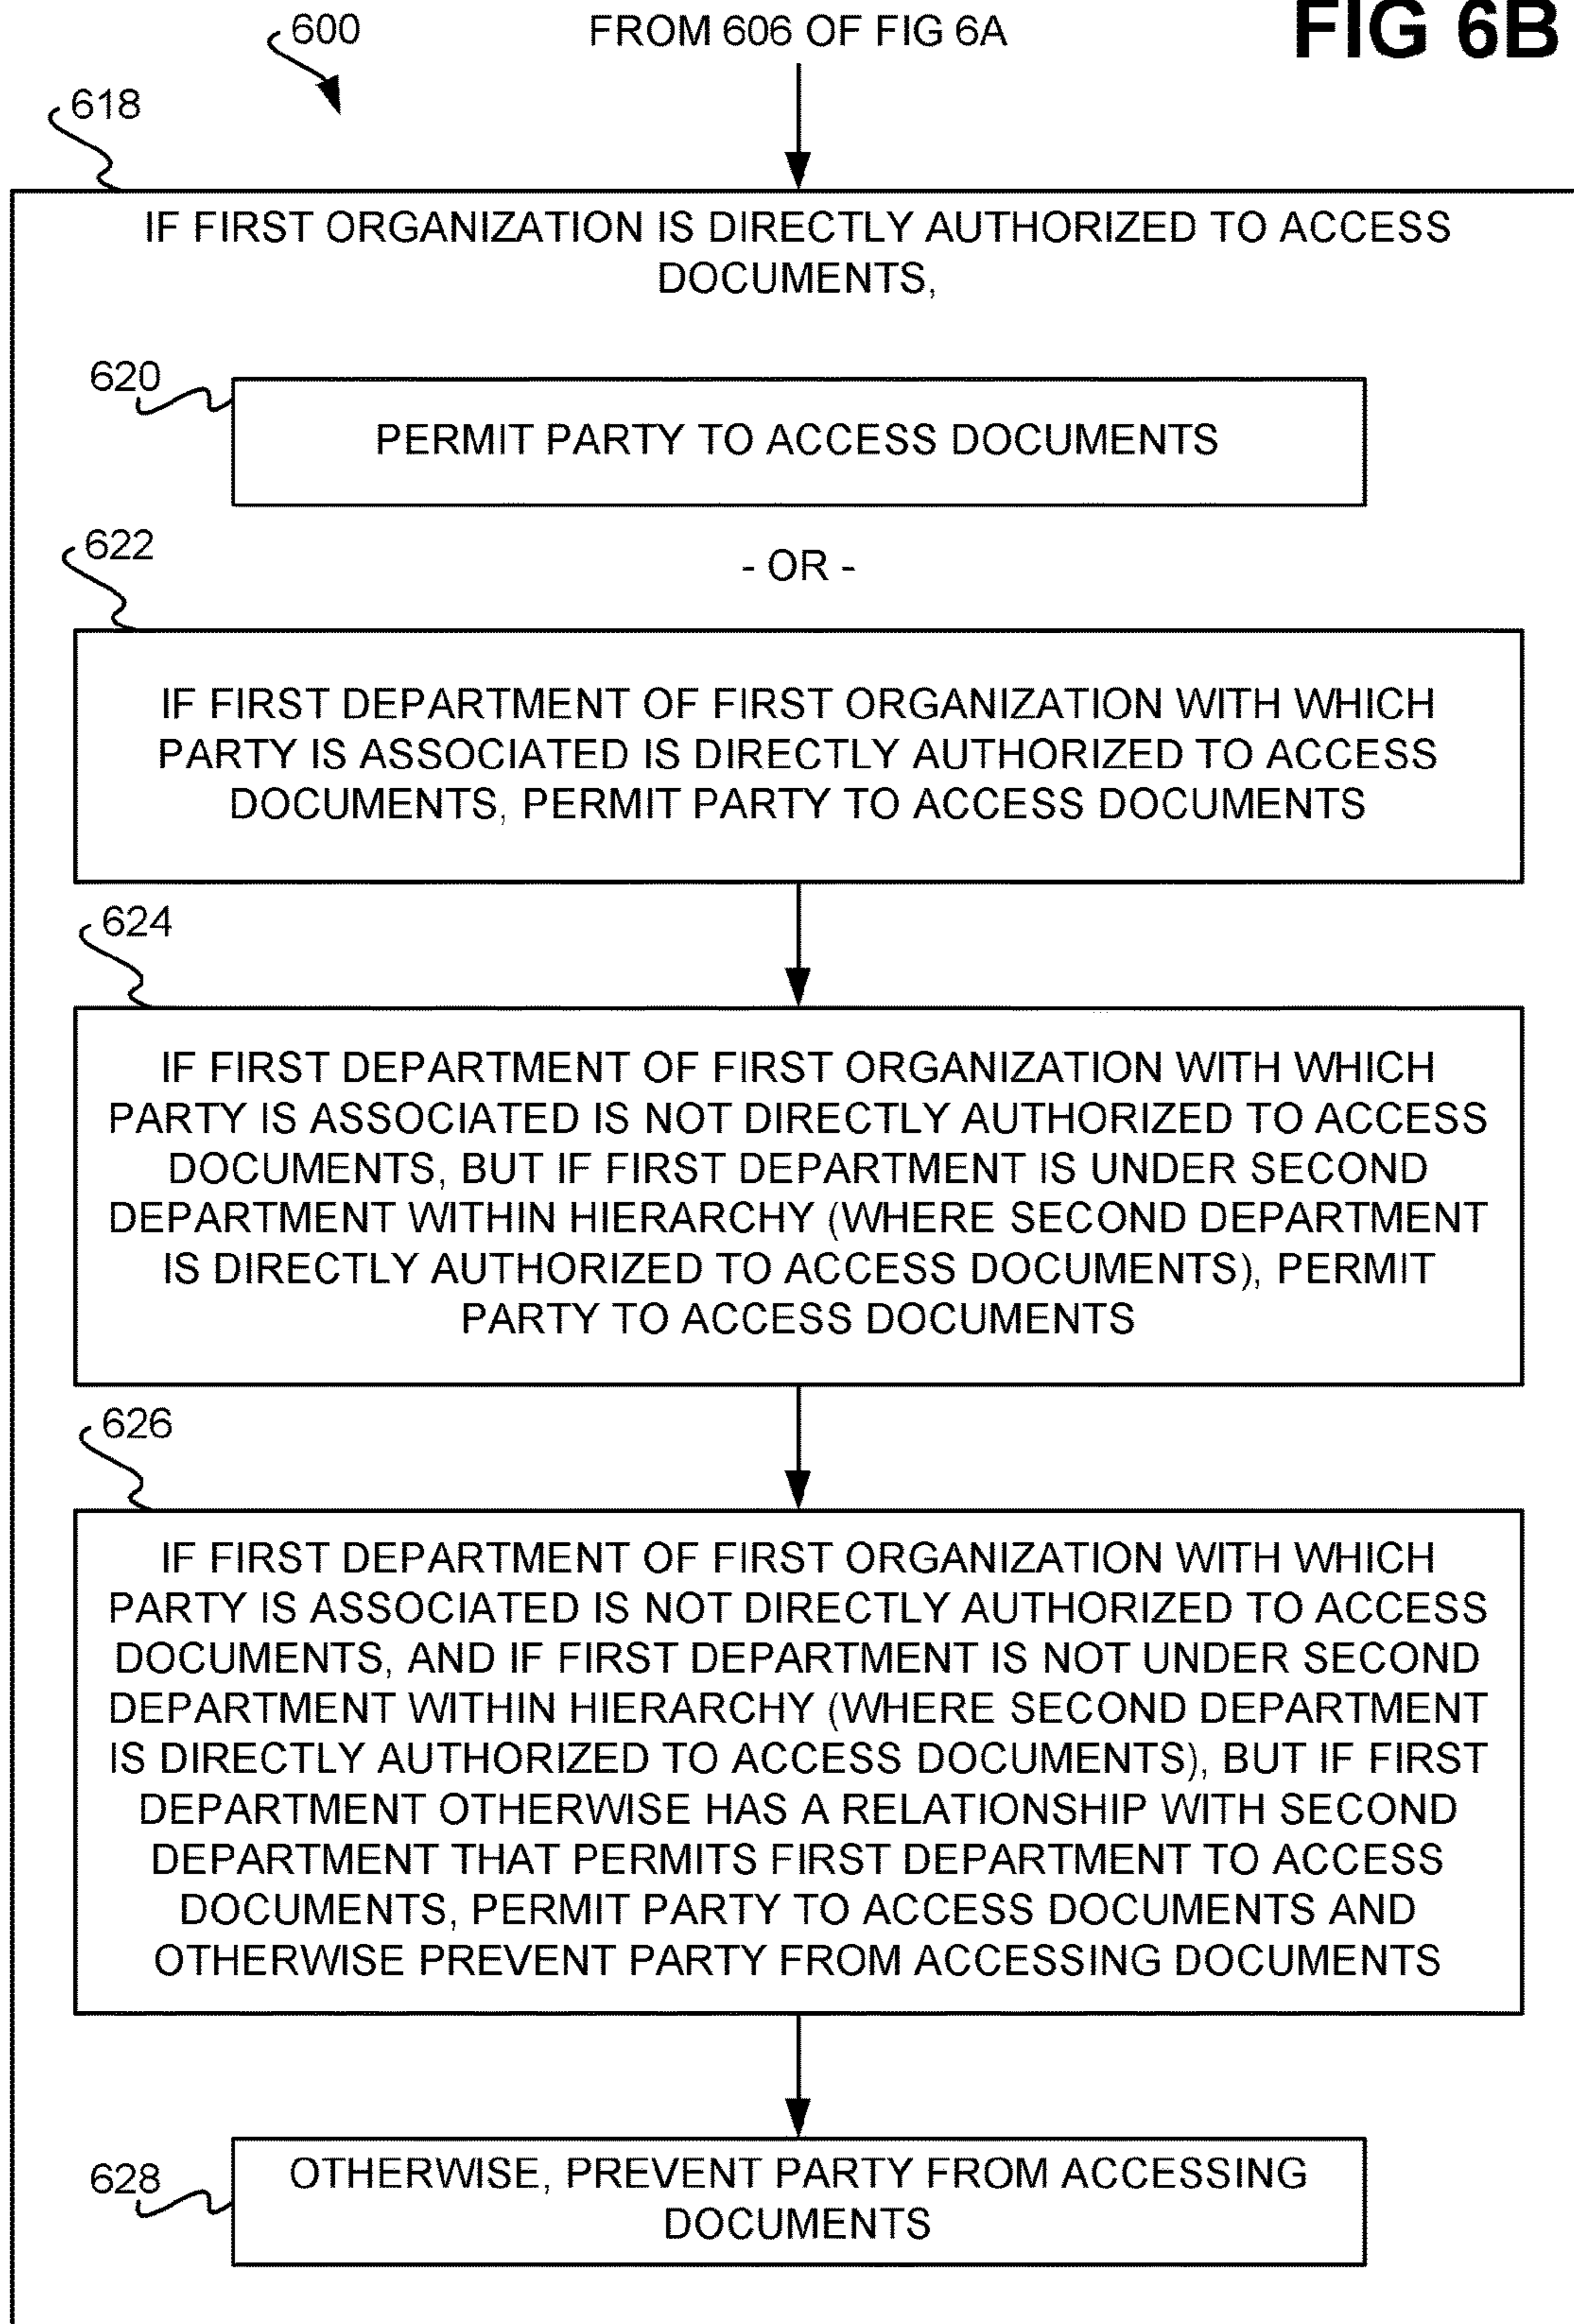 600
FROM 606 OF FIG 6A
FIG 6B
618
IF FIRST ORGANIZATION IS DIRECTLY AUTHORIZED TO ACCESS
DOCUMENTS,
620
PERMIT PARTY TO ACCESS DOCUMENTS
622
- OR -
IF FIRST DEPARTMENT OF FIRST ORGANIZATION WITH WHICH
PARTY IS ASSOCIATED IS DIRECTLY AUTHORIZED TO ACCESS
DOCUMENTS, PERMIT PARTY TO ACCESS DOCUMENTS
624
IF FIRST DEPARTMENT OF FIRST ORGANIZATION WITH WHICH
PARTY IS ASSOCIATED IS NOT DIRECTLY AUTHORIZED TO ACCESS
DOCUMENTS, BUT IF FIRST DEPARTMENT IS UNDER SECOND
DEPARTMENT WITHIN HIERARCHY (WHERE SECOND DEPARTMENT
IS DIRECTLY AUTHORIZED TO ACCESS DOCUMENTS), PERMIT
PARTY TO ACCESS DOCUMENTS
626
IF FIRST DEPARTMENT OF FIRST ORGANIZATION WITH WHICH
PARTY IS ASSOCIATED IS NOT DIRECTLY AUTHORIZED TO ACCESS
DOCUMENTS, AND IF FIRST DEPARTMENT IS NOT UNDER SECOND
DEPARTMENT WITHIN HIERARCHY (WHERE SECOND DEPARTMENT
IS DIRECTLY AUTHORIZED TO ACCESS DOCUMENTS), BUT IF FIRST
DEPARTMENT OTHERWISE HAS A RELATIONSHIP WITH SECOND
DEPARTMENT THAT PERMITS FIRST DEPARTMENT TO ACCESS
DOCUMENTS, PERMIT PARTY TO ACCESS DOCUMENTS AND
OTHERWISE PREVENT PARTY FROM ACCESSING DOCUMENTS
628
OTHERWISE, PREVENT PARTY FROM ACCESSING
DOCUMENTS